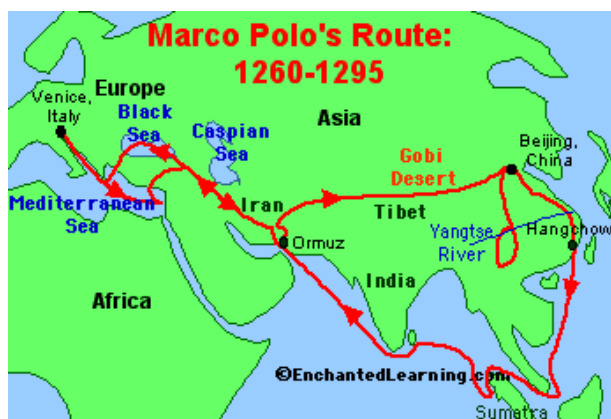 Marco Polo's Route:
1260-1295
Europe
Venice,
Italy
Black
Sea
Caspian
Sea
Asia
Gobi
Desert
Beijing,
China
Mediterranean
Sea
Iran
Tibet
Yangtse
River
Hangchow
Ormuz
India
Africa
©EnchantedLearning.com
Sumatra